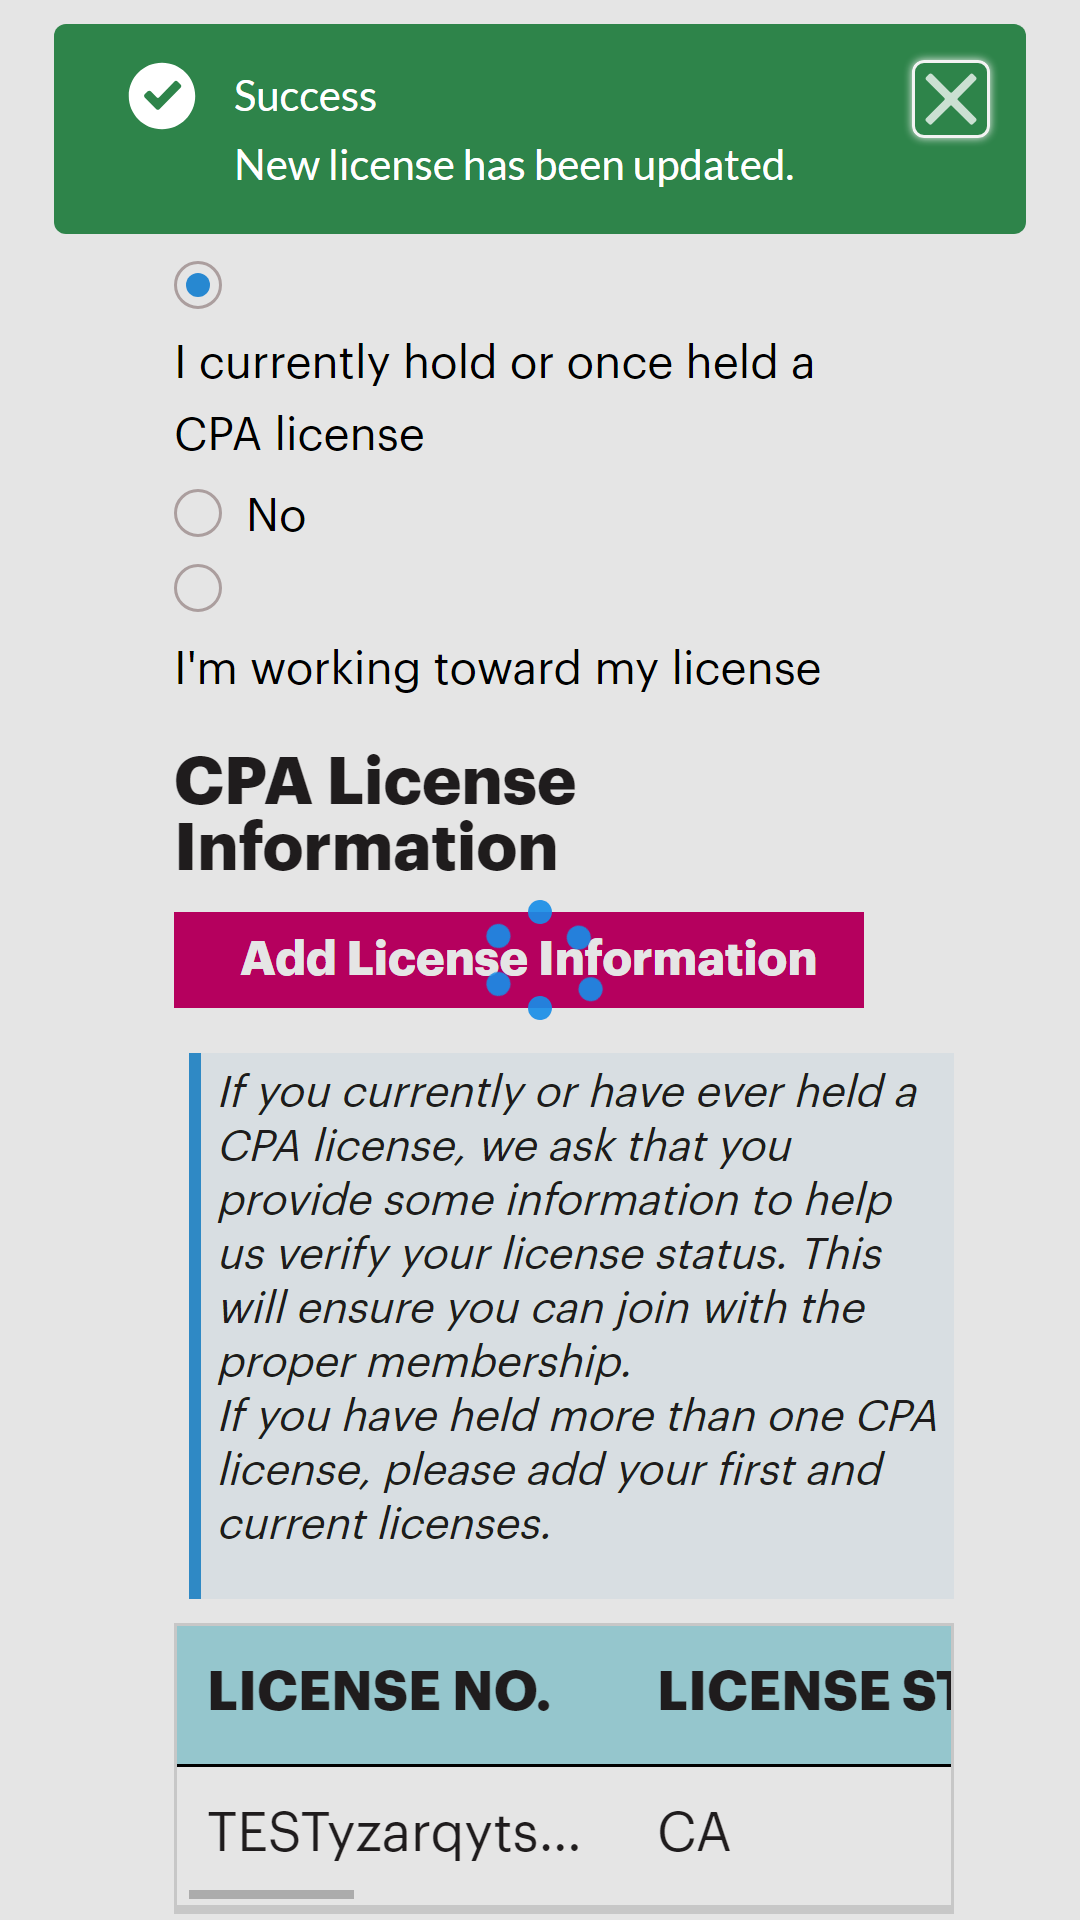 Success
New license has been updated.
I currently hold or once held a
CPA license
No
I'm working toward my license
CPA License
Information
Add License Information
If you currently or have ever held a
CPA license, we ask that you
provide some information to help
us verify your license status. This
will ensure you can join with the
proper membership.
If you have held more than one CPA
license, please add your first and
current licenses.
LICENSE NO. LICENSE ST
TESTyzarqyts... CA